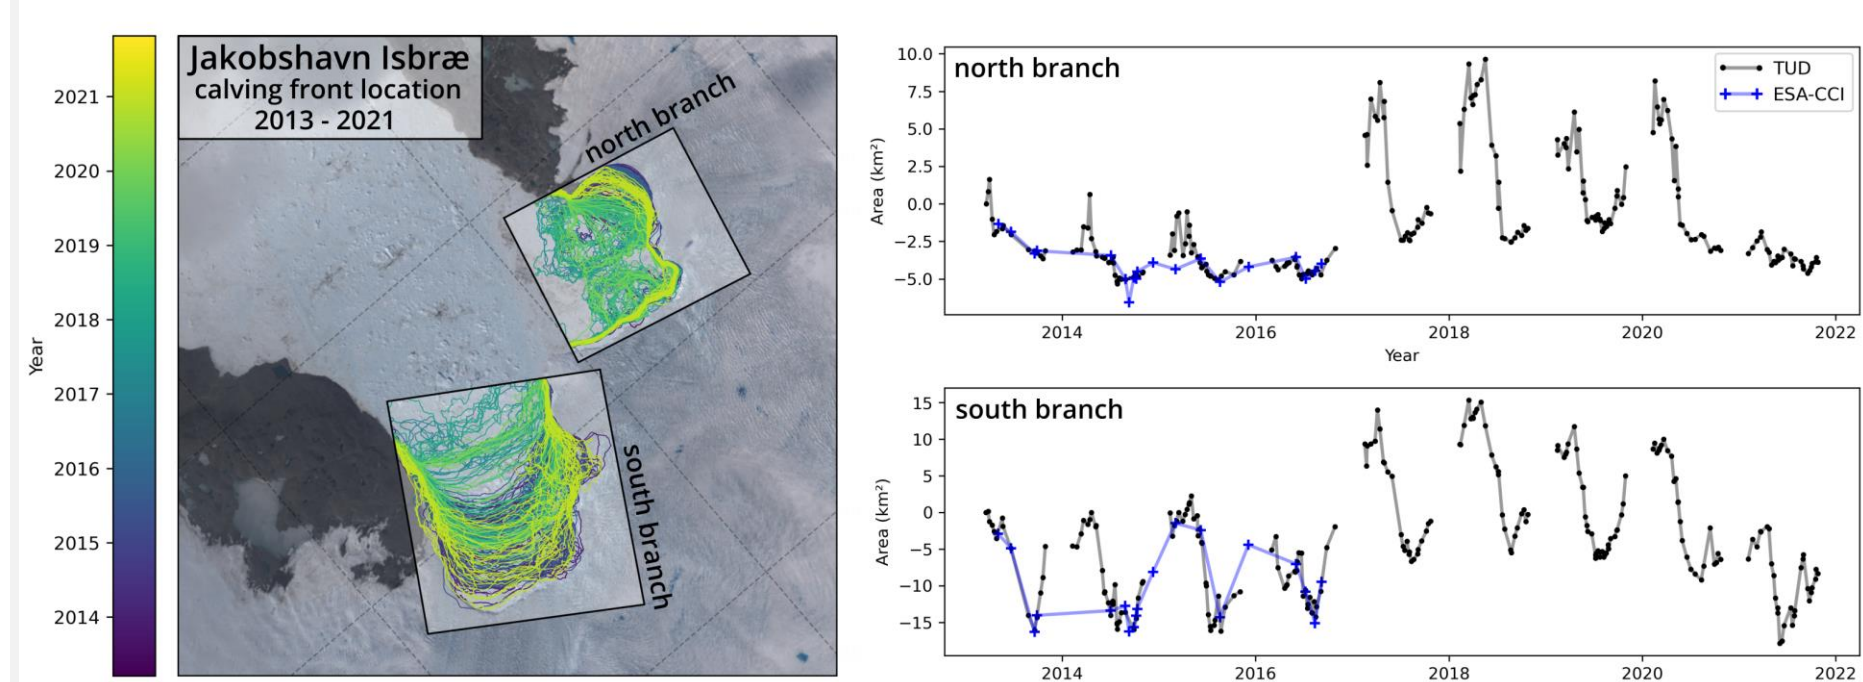 Jakobshavn Isbræ
calving front location
2013 - 2021
north branch
south branch
Year
2021
2020
2019
2018
2017
2016
2015
2014
north branch
TUD
ESA-CCI
Area (km²)
10.0
7.5
5.0
2.5
0.0
−2.5
−5.0
2014 2016 2018 2020 2022
Year
south branch
Area (km²)
15
10
5
0
−5
−10
−15
2014 2016 2018 2020 2022